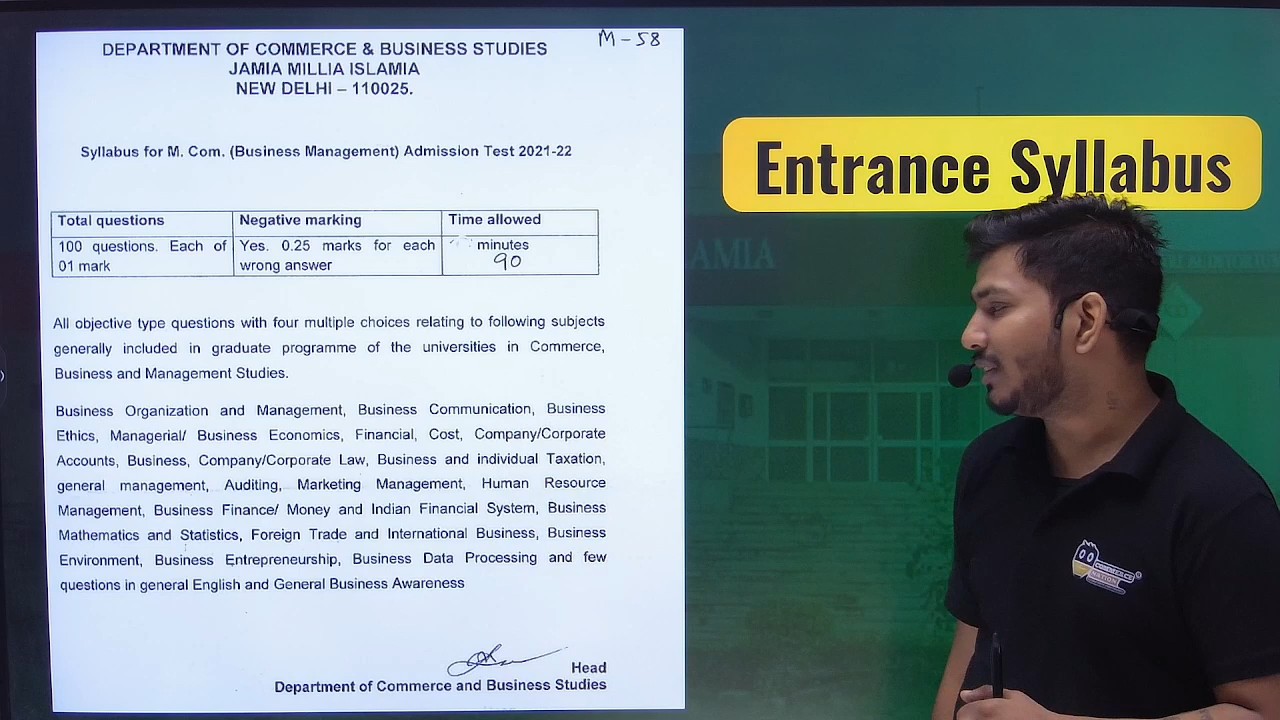 M-58
DEPARTMENT OF COMMERCE & BUSINESS STUDIES
JAMIA MILLIA ISLAMIA
NEW DELHI – 110025.
Syllabus for M. Com. (Business Management) Admission Test 2021-22
Total questions Negative marking Time allowed
100 questions. Each of Yes. 0.25 marks for each minutes
01 mark wrong answer 90
All objective type questions with four multiple choices relating to following subjects
generally included in graduate programme of the universities in Commerce,
Business and Management Studies.
Business Organization and Management, Business Communication, Business
Ethics, Managerial/ Business Economics, Financial, Cost, Company/Corporate
Accounts, Business, Company/Corporate Law, Business and individual Taxation,
general management, Auditing, Marketing Management, Human Resource
Management, Business Finance/ Money and Indian Financial System, Business
Mathematics and Statistics, Foreign Trade and International Business, Business
Environment, Business Entrepreneurship, Business Data Processing and few
questions in general English and General Business Awareness
Head
Department of Commerce and Business Studies
Entrance Syllabus
LAMIA
COMMERCE
NATION